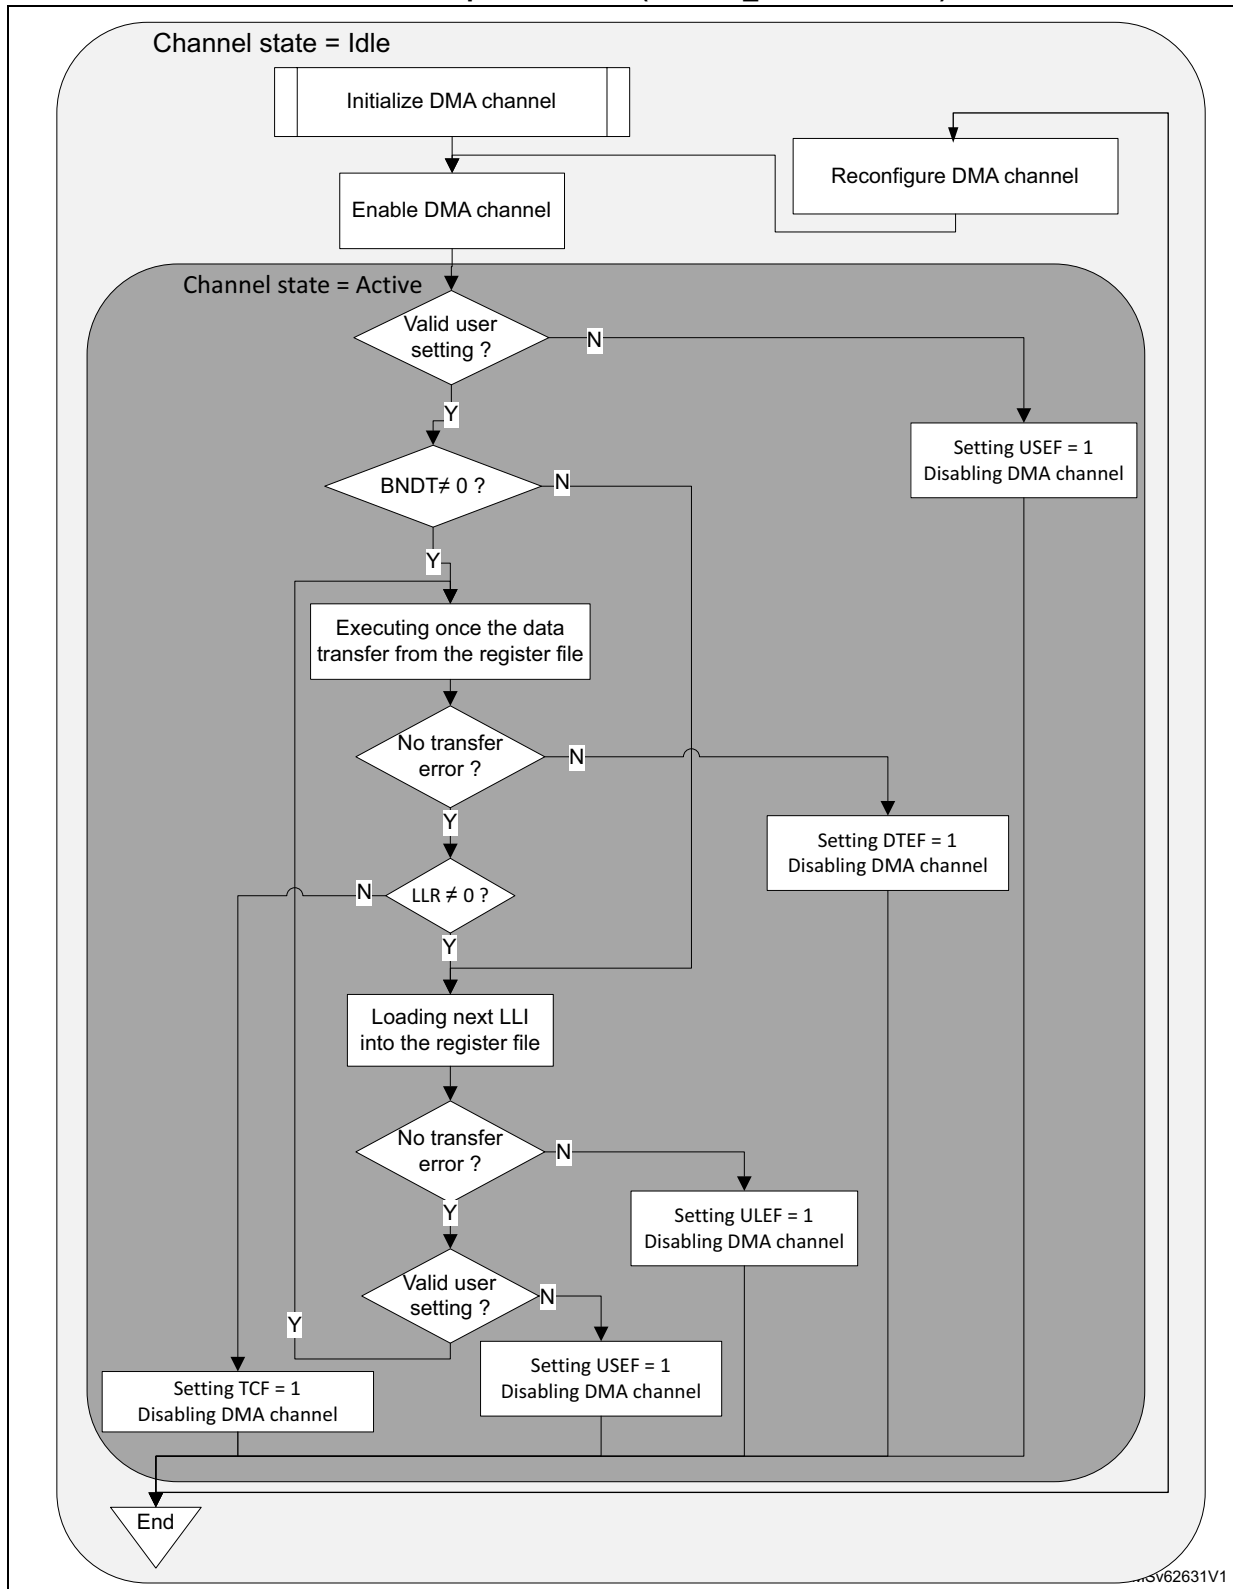 Channel state = Idle
Initialize DMA channel
Reconfigure DMA channel
Enable DMA channel
Channel state = Active
Valid user
setting ?
N
Y
Setting USEF = 1
Disabling DMA channel
BNDT≠ 0 ?
N
Y
Executing once the data
transfer from the register file
No transfer
error ?
N
Y
Setting DTEF = 1
Disabling DMA channel
LLR ≠ 0 ?
N
Y
Loading next LLI
into the register file
No transfer
error ?
N
Y
Setting ULEF = 1
Disabling DMA channel
Valid user
setting ?
N
Y
Setting USEF = 1
Disabling DMA channel
Setting TCF = 1
Disabling DMA channel
End